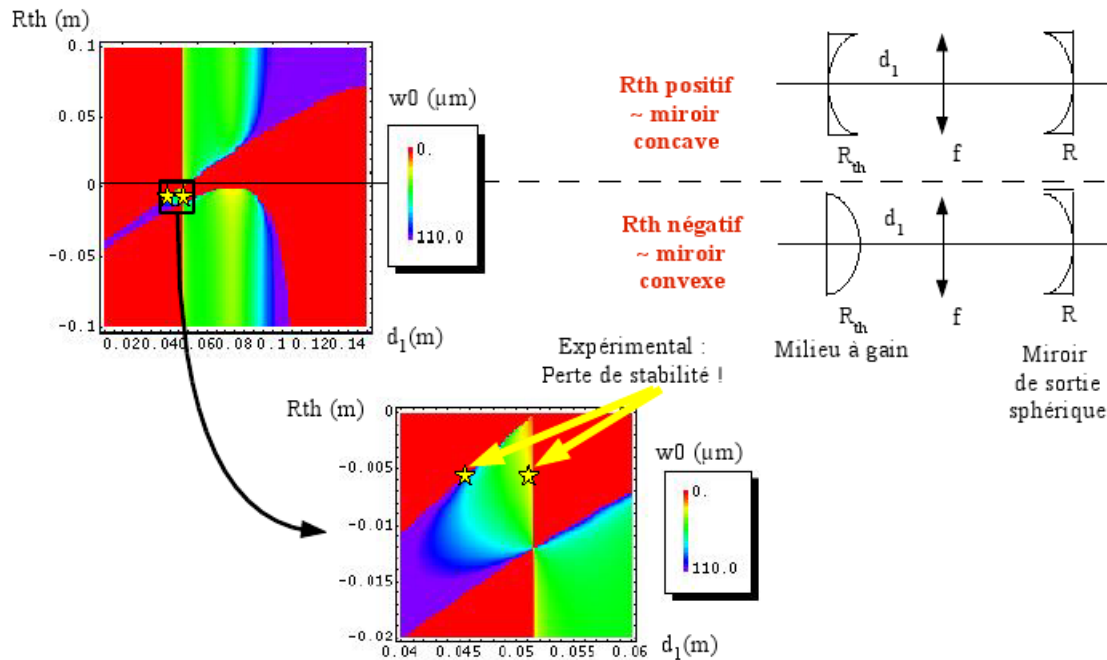 Rth (m)
0.1
0.05
0
-0.05
-0.1
0.020.040.060.08 0.1 0.120.14
d1(m)
w0 (µm)
0.
110.0
Rth positif
~ miroir
concave
d1
Rth
f
R
Rth négatif
~ miroir
convexe
d1
Rth
f
R
Milieu à gain
Miroir
de sortie
sphérique
Expérimental :
Perte de stabilité !
Rth (m)
0
-0.005
-0.01
-0.015
-0.02
0.04 0.045 0.05 0.055 0.06
d1(m)
w0 (µm)
0.
110.0